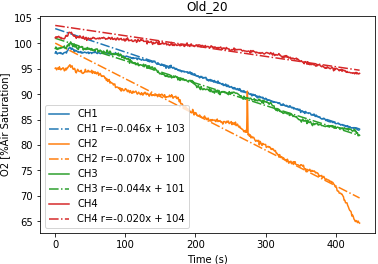 Old_20
O2 [%Air Saturation]
105
100
95
90
85
80
75
70
65
CH1
CH1 r=-0.046x + 103
CH2
CH2 r=-0.070x + 100
CH3
CH3 r=-0.044x + 101
CH4
CH4 r=-0.020x + 104
0
100
200
300
400
Time (s)